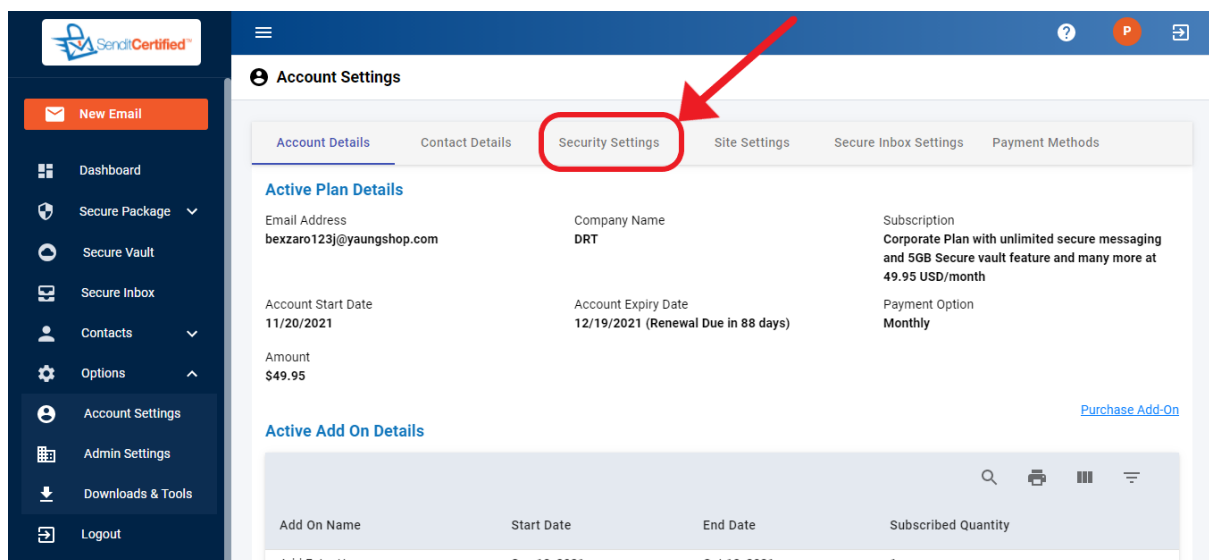 SenditCertified™
Account Settings
New Email
Dashboard
Secure Package
Secure Vault
Secure Inbox
Contacts
Options
Account Settings
Admin Settings
Downloads & Tools
Logout
P
Account Details Contact Details Security Settings Site Settings Secure Inbox Settings Payment Methods
Active Plan Details
Email Address Company Name Subscription
bexzaro123j@yaungshop.com DRT Corporate Plan with unlimited secure messaging
and 5GB Secure vault feature and many more at
49.95 USD/month
Account Start Date Account Expiry Date Payment Option
11/20/2021 12/19/2021 (Renewal Due in 88 days) Monthly
Amount
$49.95
Purchase Add-On
Active Add On Details
Add On Name Start Date End Date Subscribed Quantity